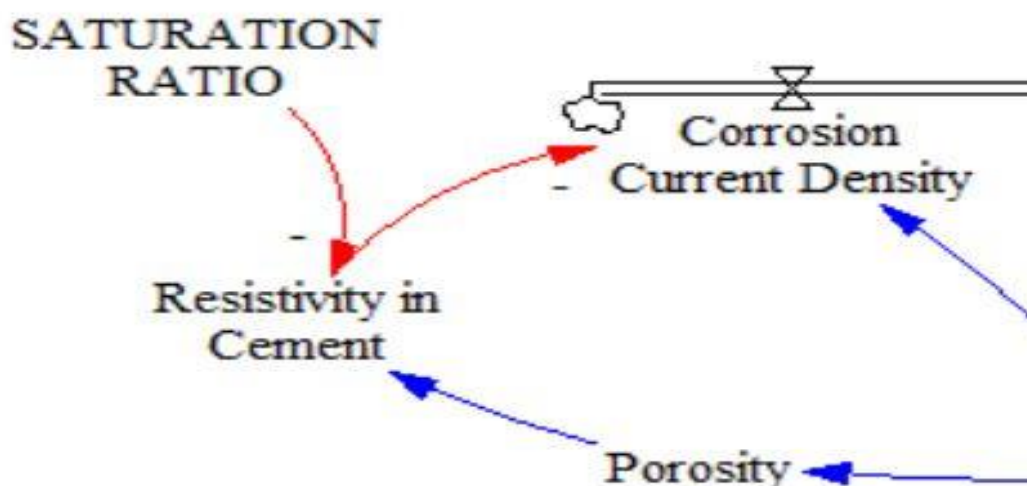 SATURATION
RATIO
Corrosion
Current Density
-
-
Resistivity in
Cement
Porosity